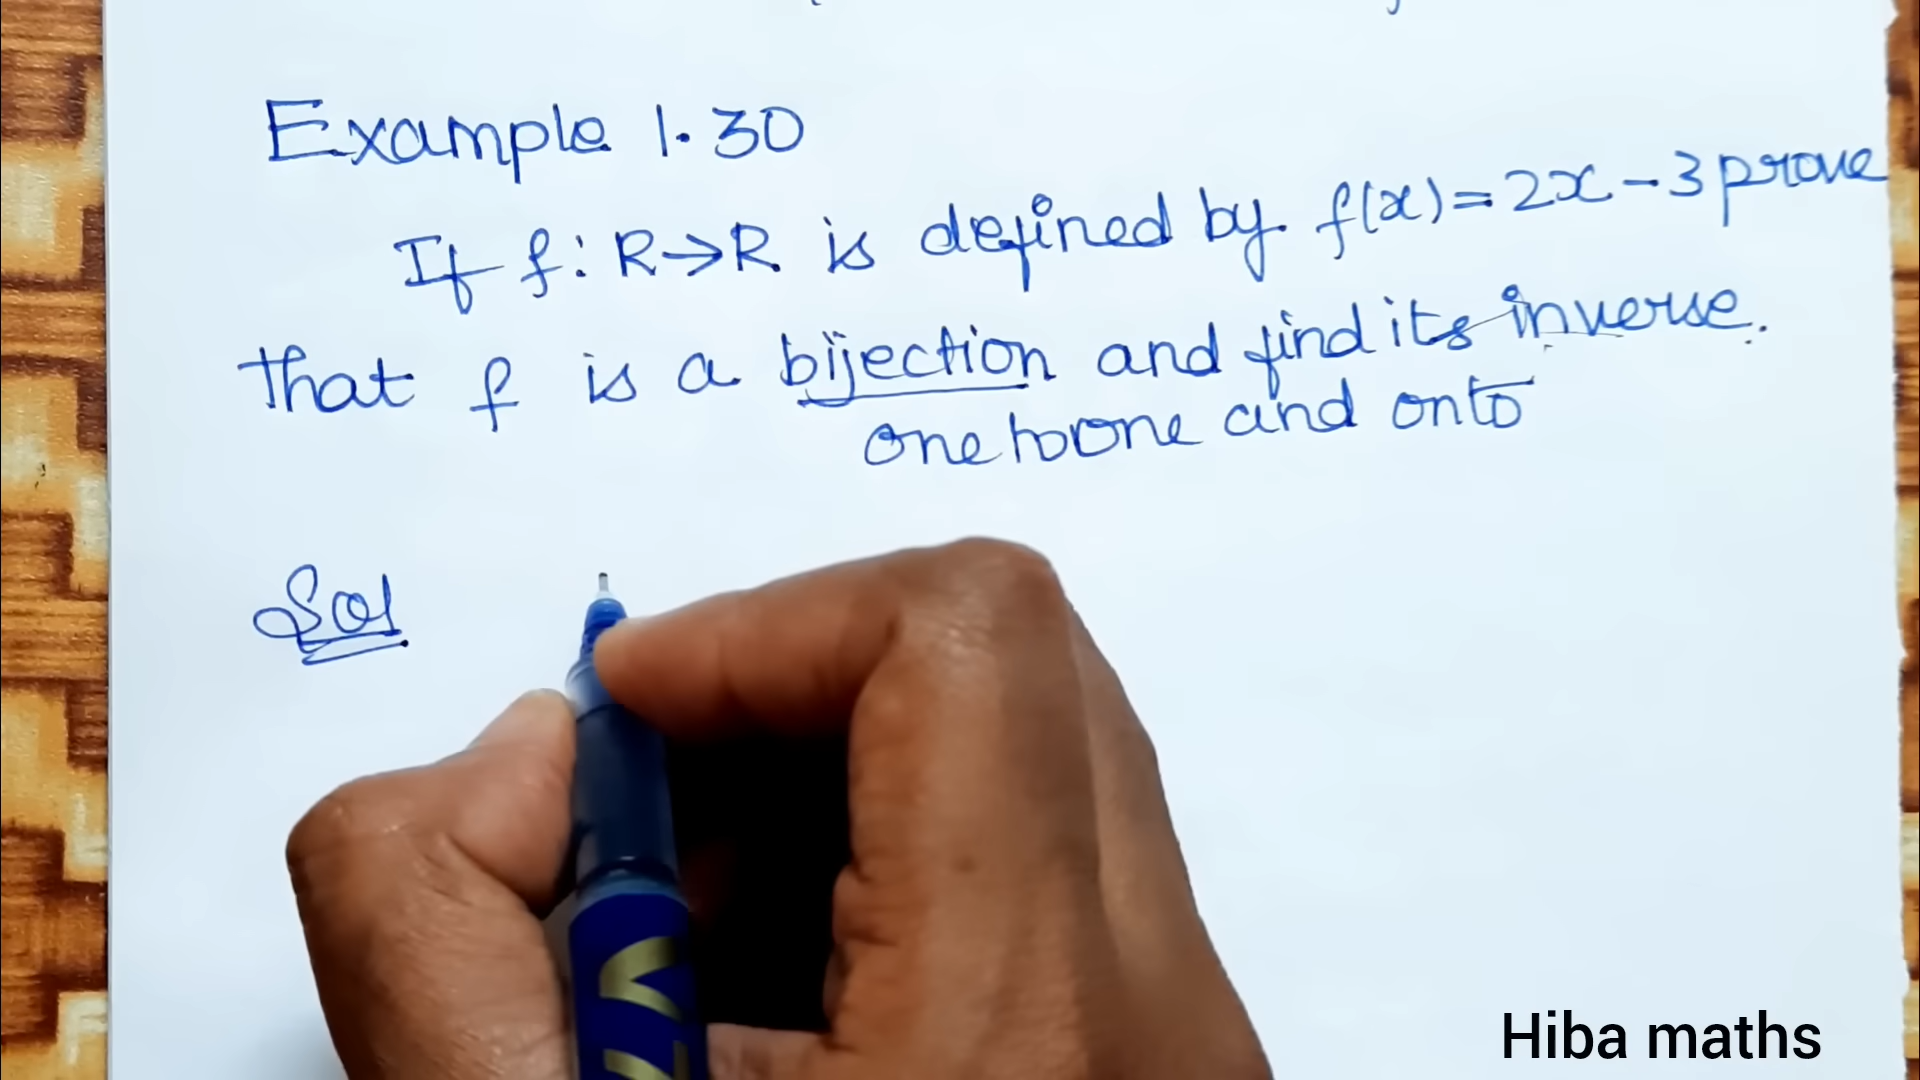 Example 1.30
If f: R→R is defined by f(x)=2x-3 prove
that f is a bijection and find its inverse.
one to one and onto
Sol
V7
Hiba maths